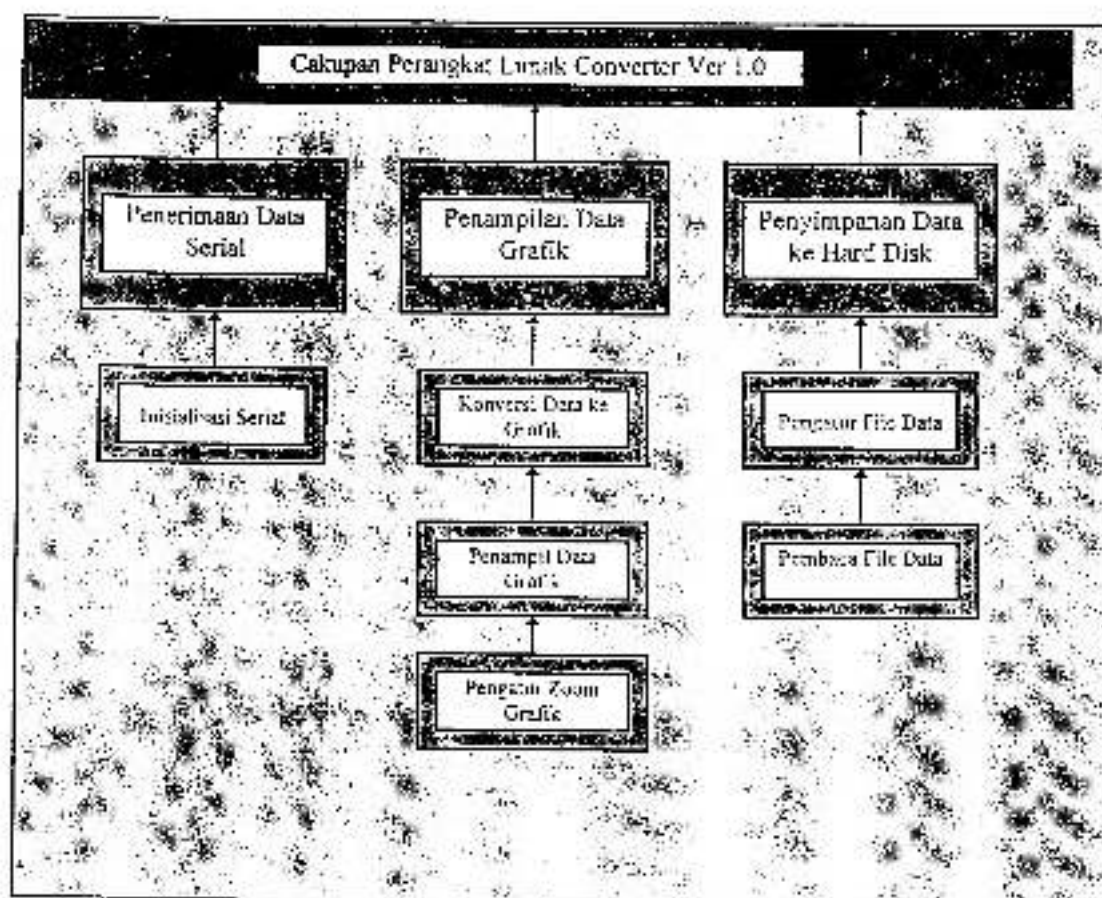 Cakupan Perangkat Lunak Converter Ver 1.0
Penerimaan Data
Serial
Penampilan Data
Grafik
Penyimpanan Data
ke Hard Disk
Inisialisasi Serial
Konversi Data ke
Grafik
Pengatur File Data
Penampil Data
Grafik
Pembaca File Data
Pengatur Zoom
Grafik